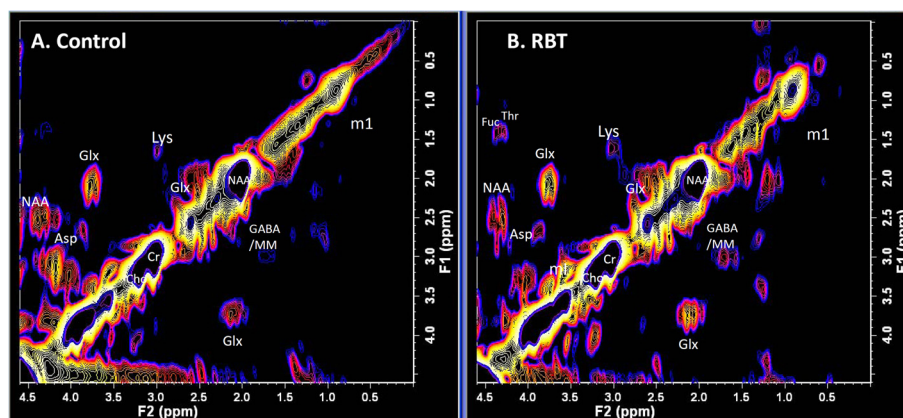 A. Control
Lys
m1
Glx
Glx
NAA
NAA
Asp
GABA
/MM
Cr
Cho
Glx
0.5
1.0
1.5
2.0
2.5
3.0
3.5
4.0
F1 (ppm)
4.6 4.0 3.5 3.0 2.5 2.0 1.5 1.0 0.5
F2 (ppm)
B. RBT
Fuc Thr
Lys
m1
Glx
Glx
NAA
NAA
Asp
GABA
/MM
Cr
mI
Cho
Glx
0.5
1.0
1.5
2.0
2.5
3.0
3.5
4.0
F1 (ppm)
4.6 4.0 3.5 3.0 2.5 2.0 1.5 1.0 0.5
F2 (ppm)